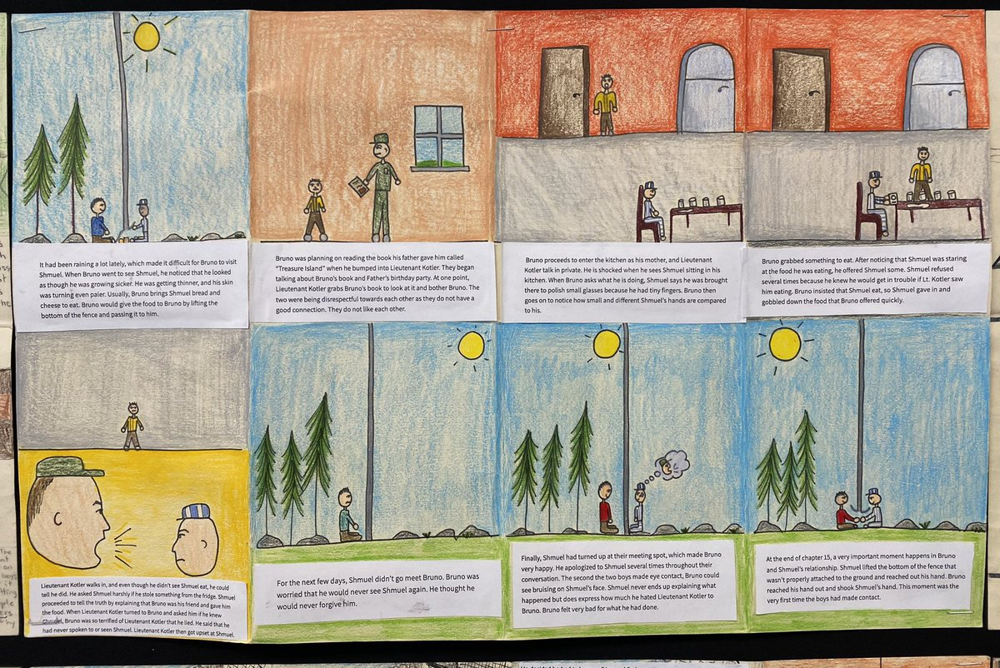 It had been raining a lot lately, which made it difficult for Bruno to visit
Shmuel. When Bruno went to see Shmuel, he noticed that he looked
as though he was growing sicker. He was getting thinner, and his skin
was turning even paler. Usually, Bruno brings Shmuel bread and
cheese to eat. Bruno would give the food to Bruno by lifting the
bottom of the fence and passing it to him.
Bruno was planning on reading the book his father gave him called
"Treasure Island" when he bumped into Lieutenant Kotler. They began
talking about Bruno's book and Father's birthday party. At one point,
Lieutenant Kotler grabs Bruno's book to look at it and bother Bruno. The
two were being disrespectful towards each other as they do not have a
good connection. They do not like each other.
Bruno proceeds to enter the kitchen as his mother, and Lieutenant
Kotler talk in private. He is shocked when he sees Shmuel sitting in his
kitchen. When Bruno asks what he is doing, Shmuel says he was brought
there to polish small glasses because he had tiny fingers. Bruno then
goes on to notice how small and different Shmuel's hands are compared
to his.
Bruno grabbed something to eat. After noticing that Shmuel was staring
at the food he was eating, he offered Shmuel some. Shmuel refused
several times because he knew he would get in trouble if Lt. Kotler saw
him eating. Bruno insisted that Shmuel eat, so Shmuel gave in and
gobbled down the food that Bruno offered quickly.
Lieutenant Kotler walks in, and even though he didn't see Shmuel eat, he could
tell he did. He asked Shmuel harshly if he stole something from the fridge. Shmuel
proceeded to tell the truth by explaining that Bruno was his friend and gave him
the food. When Lieutenant Kotler turned to Bruno and asked him if he knew
Shmuel, Bruno was so terrified of Lieutenant Kotler that he lied. He said that he
had never spoken to or seen Shmuel. Lieutenant Kotler then got upset at Shmuel.
For the next few days, Shmuel didn't go meet Bruno. Bruno was
worried that he would never see Shmuel again. He thought he
would never forgive him.
Finally, Shmuel had turned up at their meeting spot, which made Bruno
very happy. He apologized to Shmuel several times throughout their
conversation. The second the two boys made eye contact, Bruno could
see bruising on Shmuel's face. Shmuel never ends up explaining what
happened but does express how much he hated Lieutenant Kotler to
Bruno. Bruno felt very bad for what he had done.
At the end of chapter 15, a very important moment happens in Bruno
and Shmuel's relationship. Shmuel lifted the bottom of the fence that
wasn't properly attached to the ground and reached out his hand. Bruno
reached his hand out and shook Shmuel's hand. This moment was the
very first time the boys had made contact.